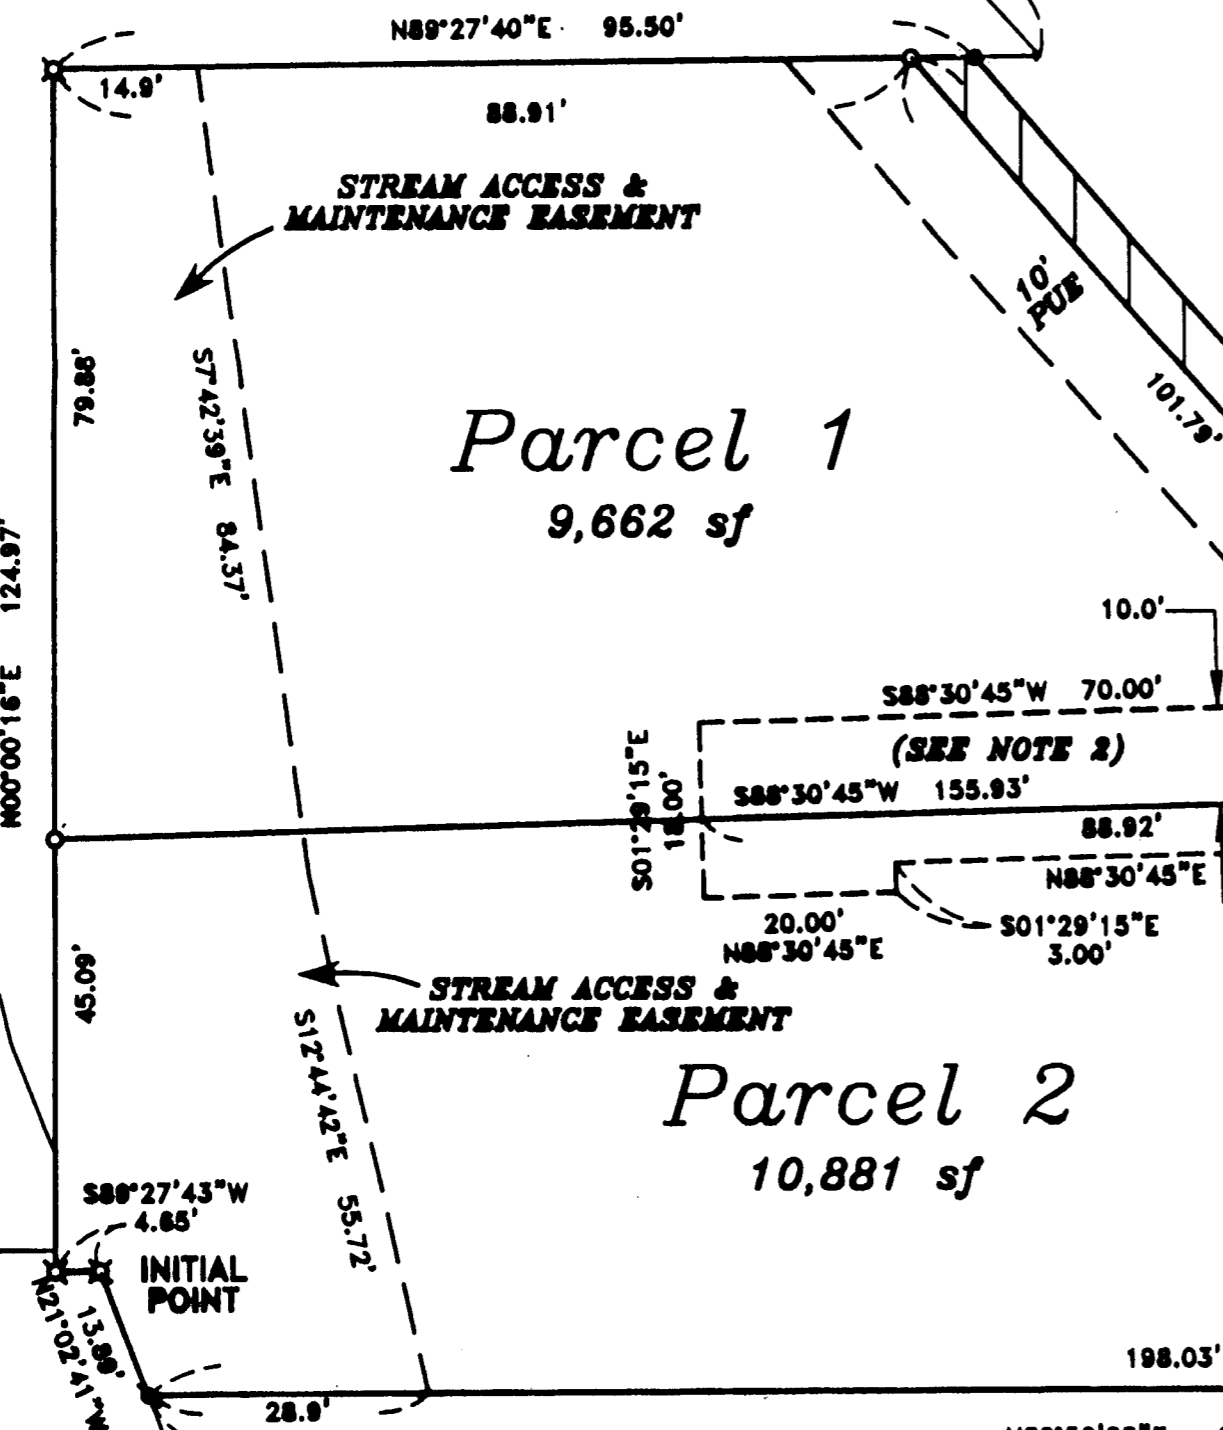 N89°27'40"E 95.50'
14.9'
88.91'
STREAM ACCESS &
MAINTENANCE EASEMENT
10'
PUE
101.79'
79.88'
S7°42'39"E 84.37'
Parcel 1
9,662 sf
N00°00'16"E 124.97'
10.0'
S88°30'45"W 70.00'
(SEE NOTE 2)
S01°29'15"E
18.00'
S88°30'45"W 155.93'
88.92'
N88°30'45"E
20.00'
N88°30'45"E
S01°29'15"E
3.00'
45.09'
STREAM ACCESS &
MAINTENANCE EASEMENT
S12°44'42"E 55.72'
Parcel 2
10,881 sf
S89°27'43"W
4.65'
INITIAL
POINT
N21°02'41"W
198.03'
28.9'